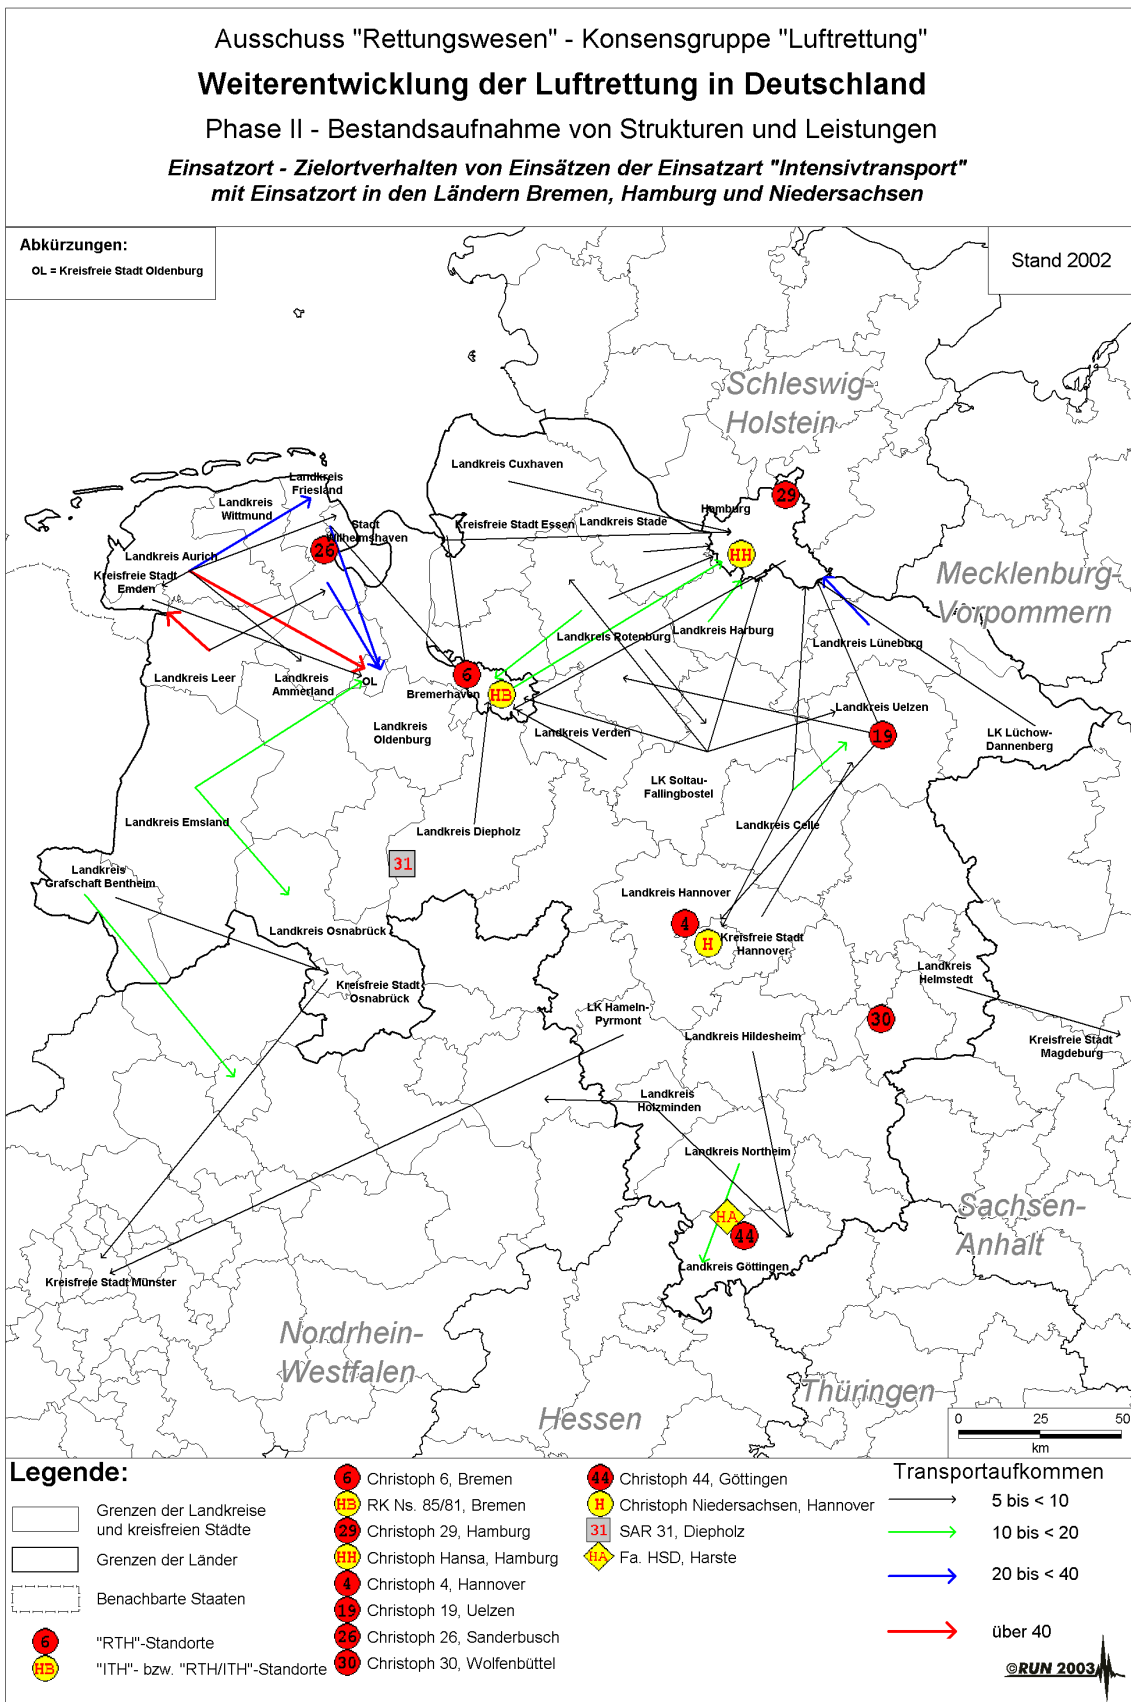 Ausschuss "Rettungswesen" - Konsensgruppe "Luftrettung"
Weiterentwicklung der Luftrettung in Deutschland
Phase II - Bestandsaufnahme von Strukturen und Leistungen
Einsatzort - Zielortverhalten von Einsätzen der Einsatzart "Intensivtransport"
mit Einsatzort in den Ländern Bremen, Hamburg und Niedersachsen
Abkürzungen:
OL = Kreisfreie Stadt Oldenburg
Stand 2002
Schleswig-
Holstein
Landkreis Cuxhaven
Landkreis
Friesland
29
Landkreis
Wittmund
Hamburg
Stadt
Wilhelmshaven
Kreisfreie Stadt Essen
Landkreis Stade
26
HH
Landkreis Aurich
Kreisfreie Stadt
Emden
Mecklenburg-
Vorpommern
Landkreis Rotenburg
Landkreis Harburg
Landkreis Lüneburg
Landkreis Leer
Landkreis
Ammerland
OL
6
Bremerhaven
HB
Landkreis Uelzen
Landkreis
Oldenburg
Landkreis Verden
19
LK Lüchow-
Dannenberg
LK Soltau-
Fallingbostel
Landkreis Emsland
Landkreis Diepholz
Landkreis Celle
31
Landkreis
Grafschaft Bentheim
Landkreis Hannover
4
Landkreis Osnabrück
H
Kreisfreie Stadt
Hannover
Kreisfreie Stadt
Osnabrück
Landkreis
Helmstedt
LK Hameln-
Pyrmont
30
Landkreis Hildesheim
Kreisfreie Stadt
Magdeburg
Landkreis
Holzminden
Landkreis Northeim
Sachsen-
Anhalt
HA
44
Landkreis Göttingen
Kreisfreie Stadt Münster
Nordrhein-
Westfalen
Thüringen
Hessen
0 25 50
km
Legende:
Grenzen der Landkreise
und kreisfreien Städte
Grenzen der Länder
Benachbarte Staaten
6 "RTH"-Standorte
HB "ITH"- bzw. "RTH/ITH"-Standorte
6 Christoph 6, Bremen
HB RK Ns. 85/81, Bremen
29 Christoph 29, Hamburg
HH Christoph Hansa, Hamburg
4 Christoph 4, Hannover
19 Christoph 19, Uelzen
26 Christoph 26, Sanderbusch
30 Christoph 30, Wolfenbüttel
44 Christoph 44, Göttingen
H Christoph Niedersachsen, Hannover
31 SAR 31, Diepholz
HA Fa. HSD, Harste
Transportaufkommen
5 bis < 10
10 bis < 20
20 bis < 40
über 40
©RUN 2003